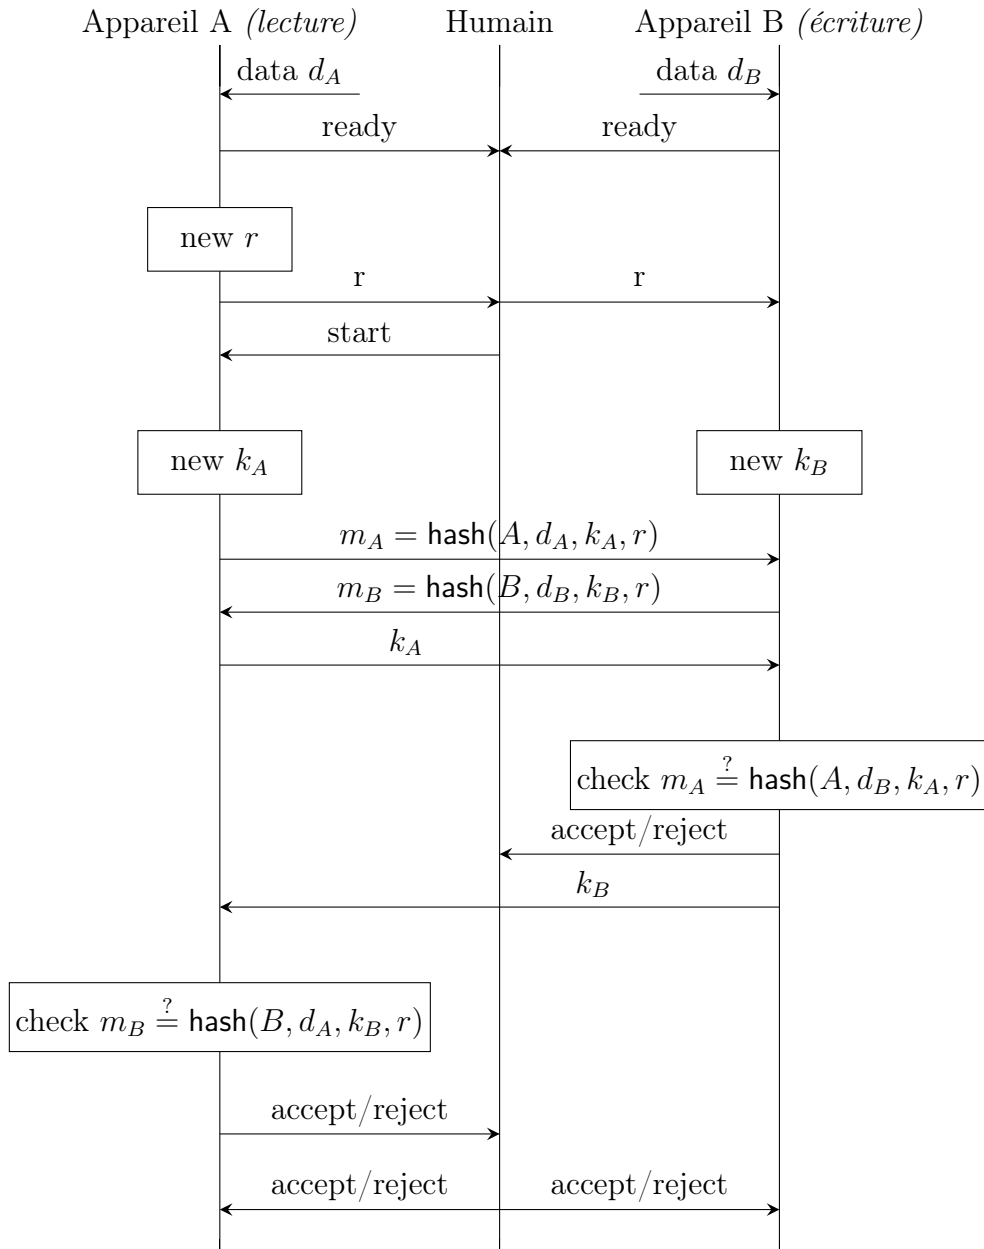 Appareil A (lecture) Humain Appareil B (écriture)
data d_A data d_B
ready ready
new r
r r
start
new k_A new k_B
m_A = hash(A, d_A, k_A, r)
m_B = hash(B, d_B, k_B, r)
k_A
check m_A ≟ hash(A, d_B, k_A, r)
accept/reject
k_B
check m_B ≟ hash(B, d_A, k_B, r)
accept/reject
accept/reject accept/reject